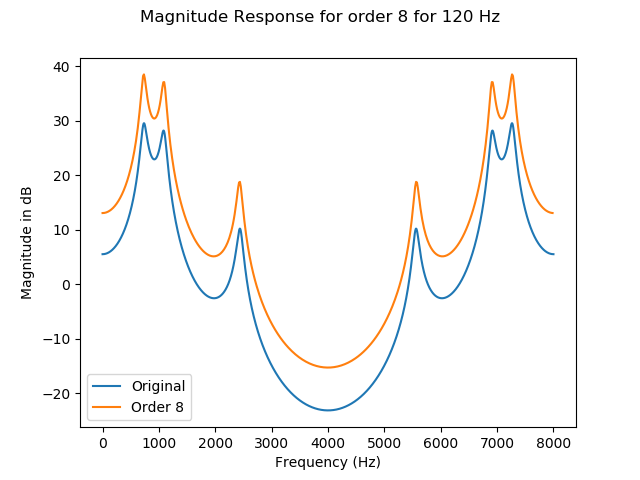 Magnitude Response for order 8 for 120 Hz
Magnitude in dB
40
30
20
10
0
−10
−20
Original
Order 8
0 1000 2000 3000 4000 5000 6000 7000 8000
Frequency (Hz)